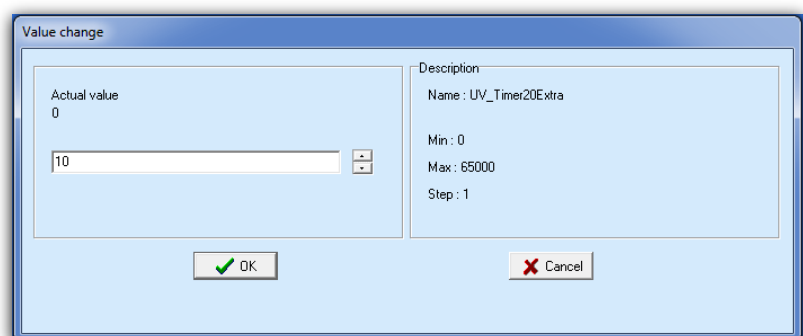 Value change
Actual value
0
10
Description
Name : UV_Timer20Extra
Min : 0
Max : 65000
Step : 1
OK
Cancel